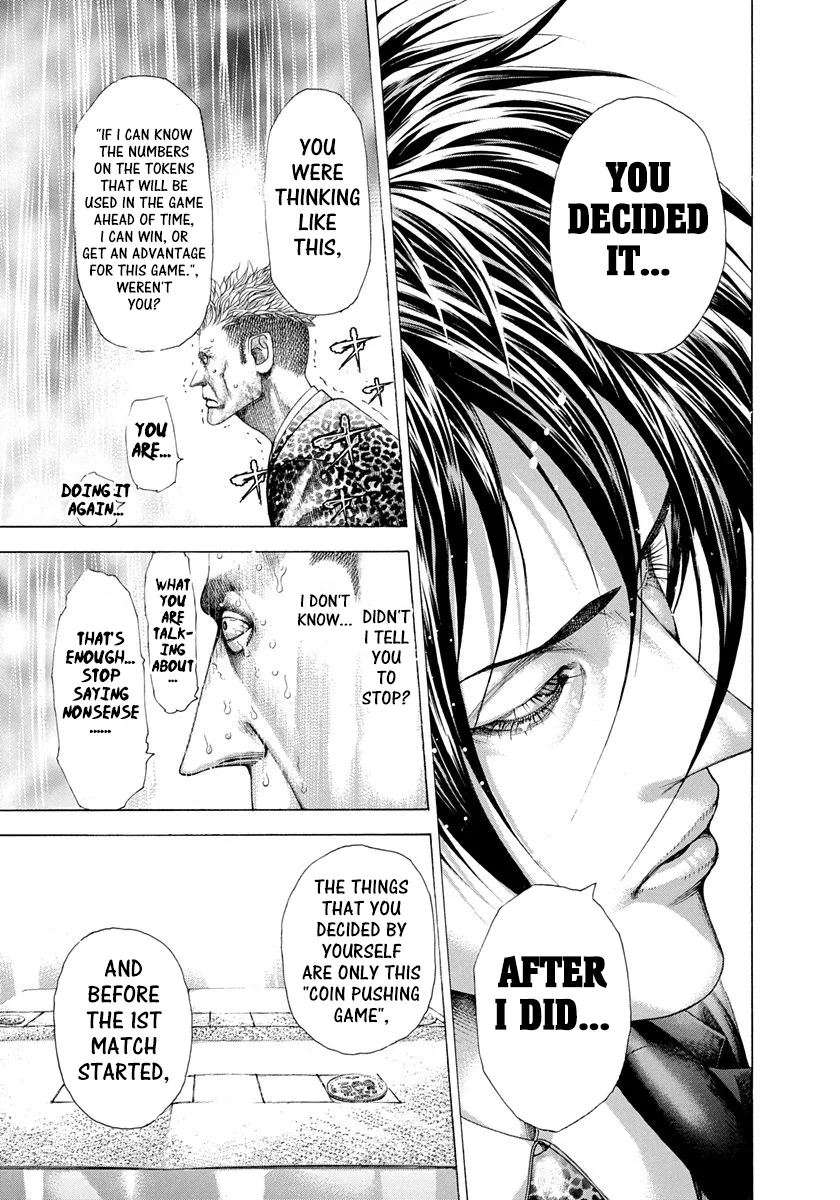 YOU
DECIDED
IT...
AFTER
I DID...
YOU
WERE
THINKING
LIKE
THIS,
"IF I CAN KNOW
THE NUMBERS
ON THE TOKENS
THAT WILL BE
USED IN THE GAME
AHEAD OF TIME,
I CAN WIN, OR
GET AN ADVANTAGE
FOR THIS GAME.",
WEREN'T
YOU?
オ
オ
オ
オ
YOU
ARE...
DOING IT
AGAIN...
DIDN'T
I TELL
YOU
TO
STOP?
I DON'T
KNOW...
WHAT
YOU ARE
TALK-
ING
ABOUT
...
THAT'S
ENOUGH...
STOP
SAYING
NONSENSE
......
THE THINGS
THAT YOU
DECIDED BY
YOURSELF
ARE ONLY THIS
"COIN PUSHING
GAME",
AND
BEFORE
THE 1ST
MATCH
STARTED,